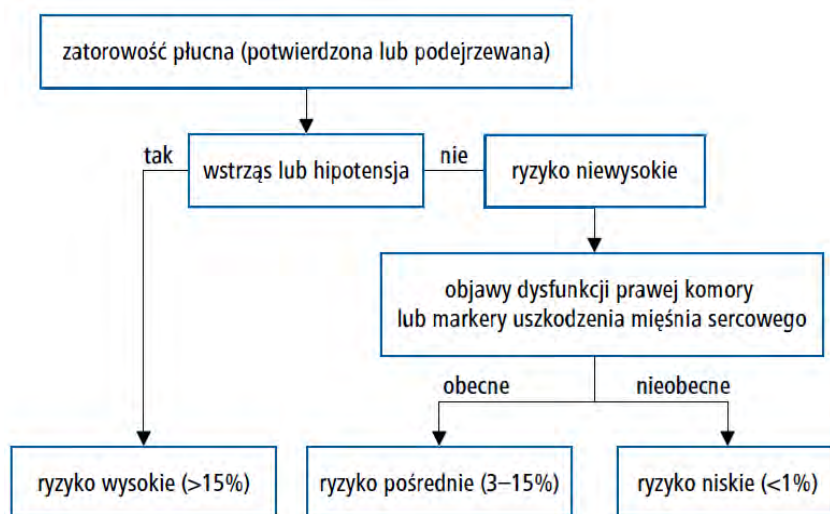 zatorowość płucna (potwierdzona lub podejrzewana)
tak
wstrząs lub hipotensja
nie
ryzyko niewysokie
objawy dysfunkcji prawej komory
lub markery uszkodzenia mięśnia sercowego
obecne
nieobecne
ryzyko wysokie (>15%)
ryzyko pośrednie (3–15%)
ryzyko niskie (<1%)